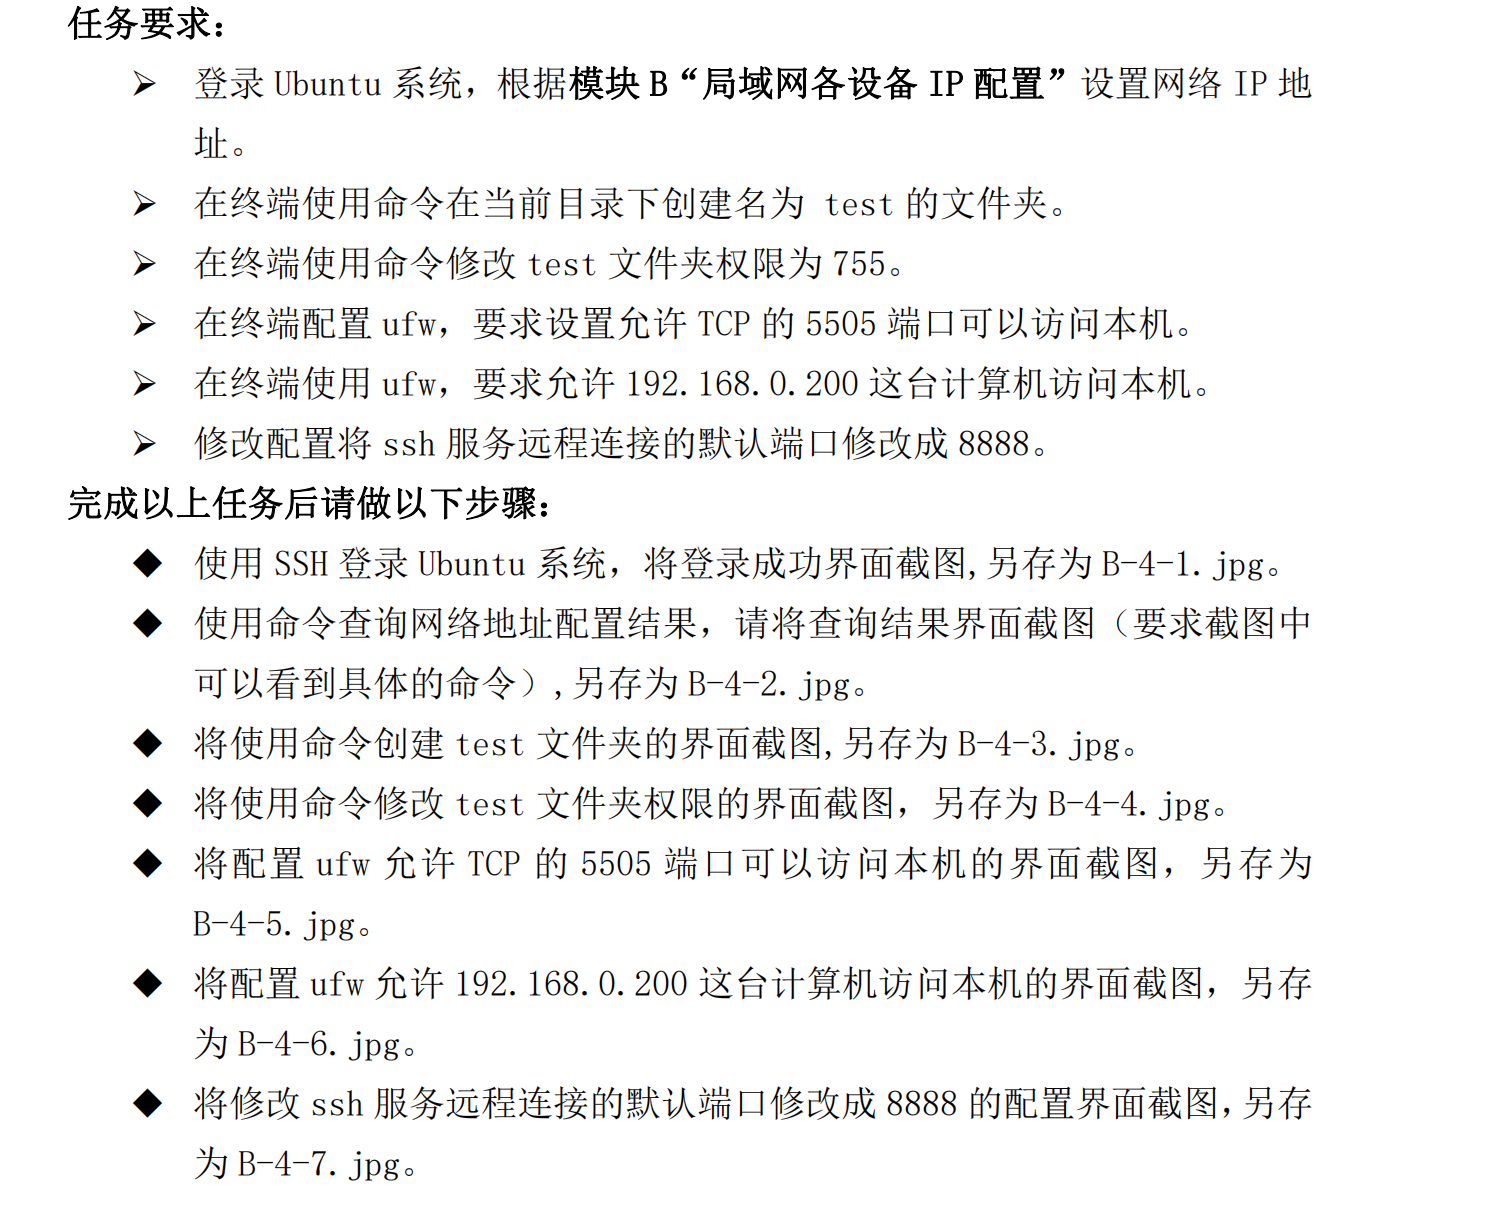 任务要求：
➢ 登录 Ubuntu 系统，根据模块 B“局域网各设备 IP 配置”设置网络 IP 地
址。
➢ 在终端使用命令在当前目录下创建名为 test 的文件夹。
➢ 在终端使用命令修改 test 文件夹权限为 755。
➢ 在终端配置 ufw，要求设置允许 TCP 的 5505 端口可以访问本机。
➢ 在终端使用 ufw，要求允许 192.168.0.200 这台计算机访问本机。
➢ 修改配置将 ssh 服务远程连接的默认端口修改成 8888。
完成以上任务后请做以下步骤：
◆ 使用 SSH 登录 Ubuntu 系统，将登录成功界面截图,另存为 B-4-1.jpg。
◆ 使用命令查询网络地址配置结果，请将查询结果界面截图（要求截图中
可以看到具体的命令）,另存为 B-4-2.jpg。
◆ 将使用命令创建 test 文件夹的界面截图,另存为 B-4-3.jpg。
◆ 将使用命令修改 test 文件夹权限的界面截图，另存为 B-4-4.jpg。
◆ 将配置 ufw 允许 TCP 的 5505 端口可以访问本机的界面截图，另存为
B-4-5.jpg。
◆ 将配置 ufw 允许 192.168.0.200 这台计算机访问本机的界面截图，另存
为 B-4-6.jpg。
◆ 将修改 ssh 服务远程连接的默认端口修改成 8888 的配置界面截图,另存
为 B-4-7.jpg。